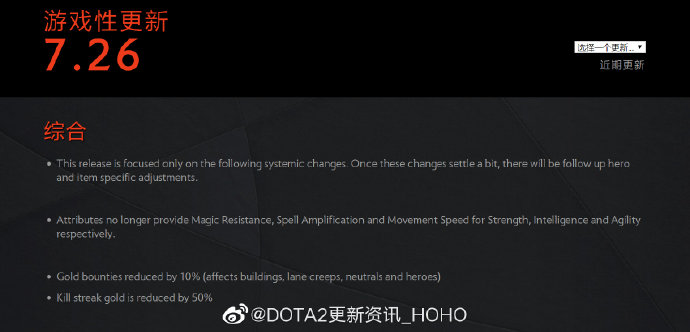 游戏性更新
7.26
选择一个更新...
近期更新
综合
This release is focused only on the following systemic changes. Once these changes settle a bit, there will be follow up hero
and item specific adjustments.
Attributes no longer provide Magic Resistance, Spell Amplification and Movement Speed for Strength, Intelligence and Agility
respectively.
Gold bounties reduced by 10% (affects buildings, lane creeps, neutrals and heroes)
Kill streak gold is reduced by 50%
@DOTA2更新资讯_HOHO